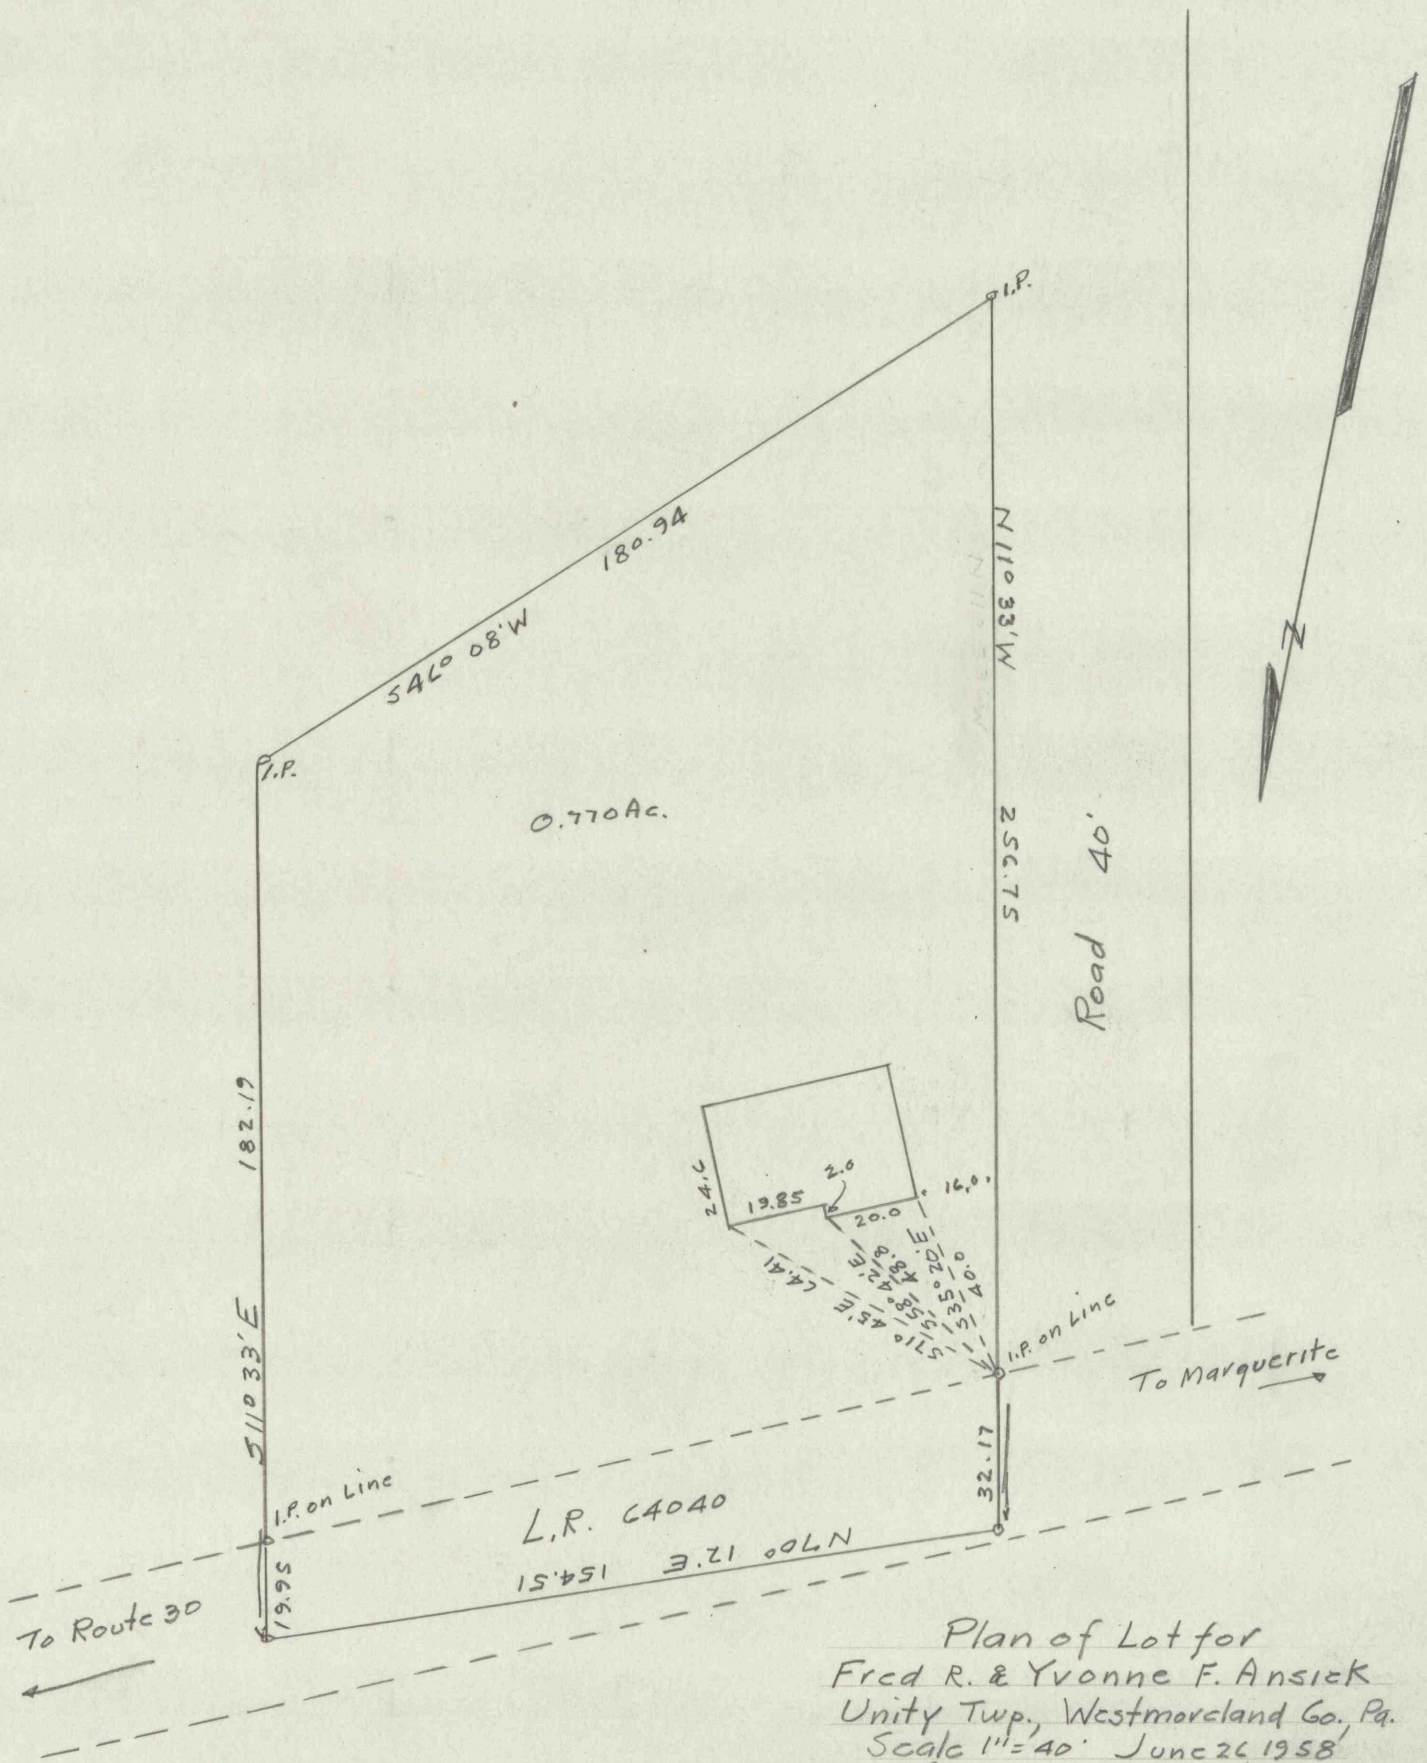 I.P.
180.94
S46° 08'W
N 11° 33'W
I.P.
0.770 Ac.
256.75
Road 40'
N
182.19
S11° 33'E
24.6
19.85
2.0
20.0
16.0
64.41
S71° 45'E
S58° 42'E
48.8
S35° 20'E
40.0
I.P. on Line
To Marguerite
32.17
I.P. on Line
L.R. 64040
N 70° 12'E 154.51
19.95
To Route 30
Plan of Lot for
Fred R. & Yvonne F. Ansick
Unity Twp., Westmoreland Co., Pa.
Scale 1"=40' June 26 1958